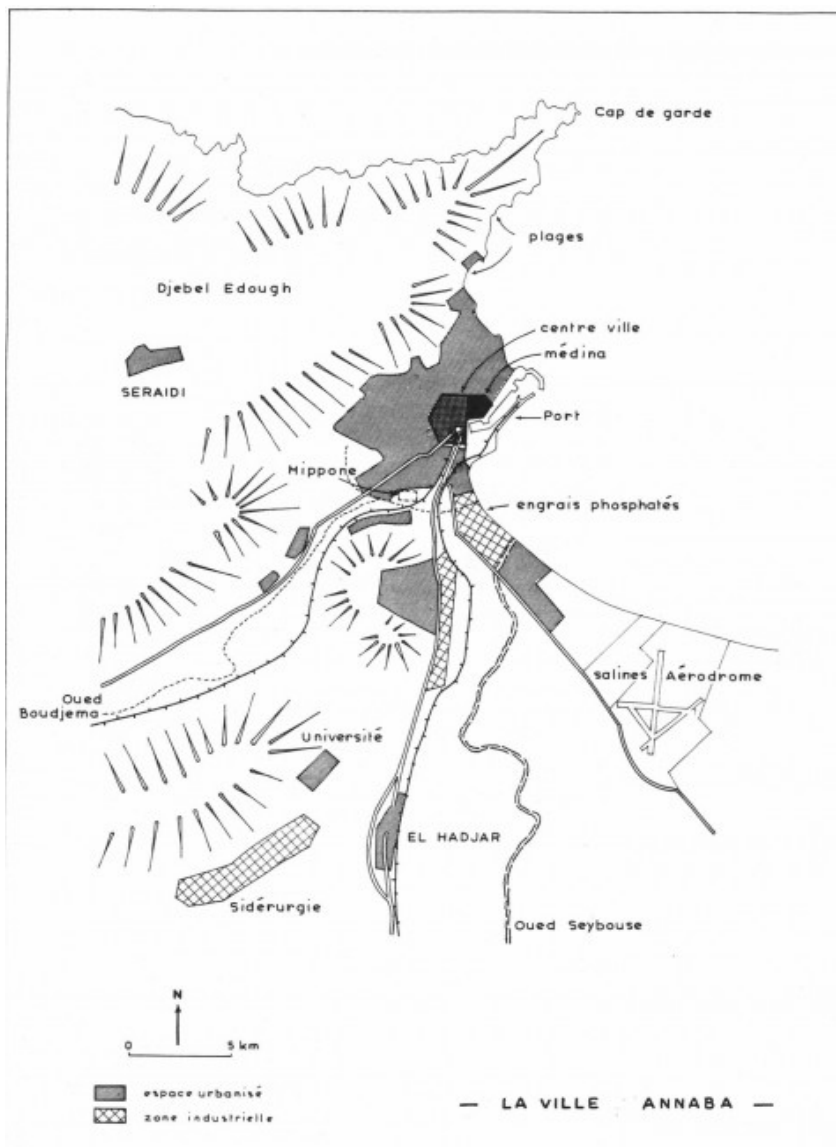 Cap de garde
plages
Djebel Edough
centre ville
médina
SERAIDI
Port
Hippone
engrais phosphatés
salines
Aérodrome
Oued
Boudjema
Université
EL HADJAR
Sidérurgie
Oued Seybouse
N
0 5 km
espace urbanisé
zone industrielle
— LA VILLE ANNABA —